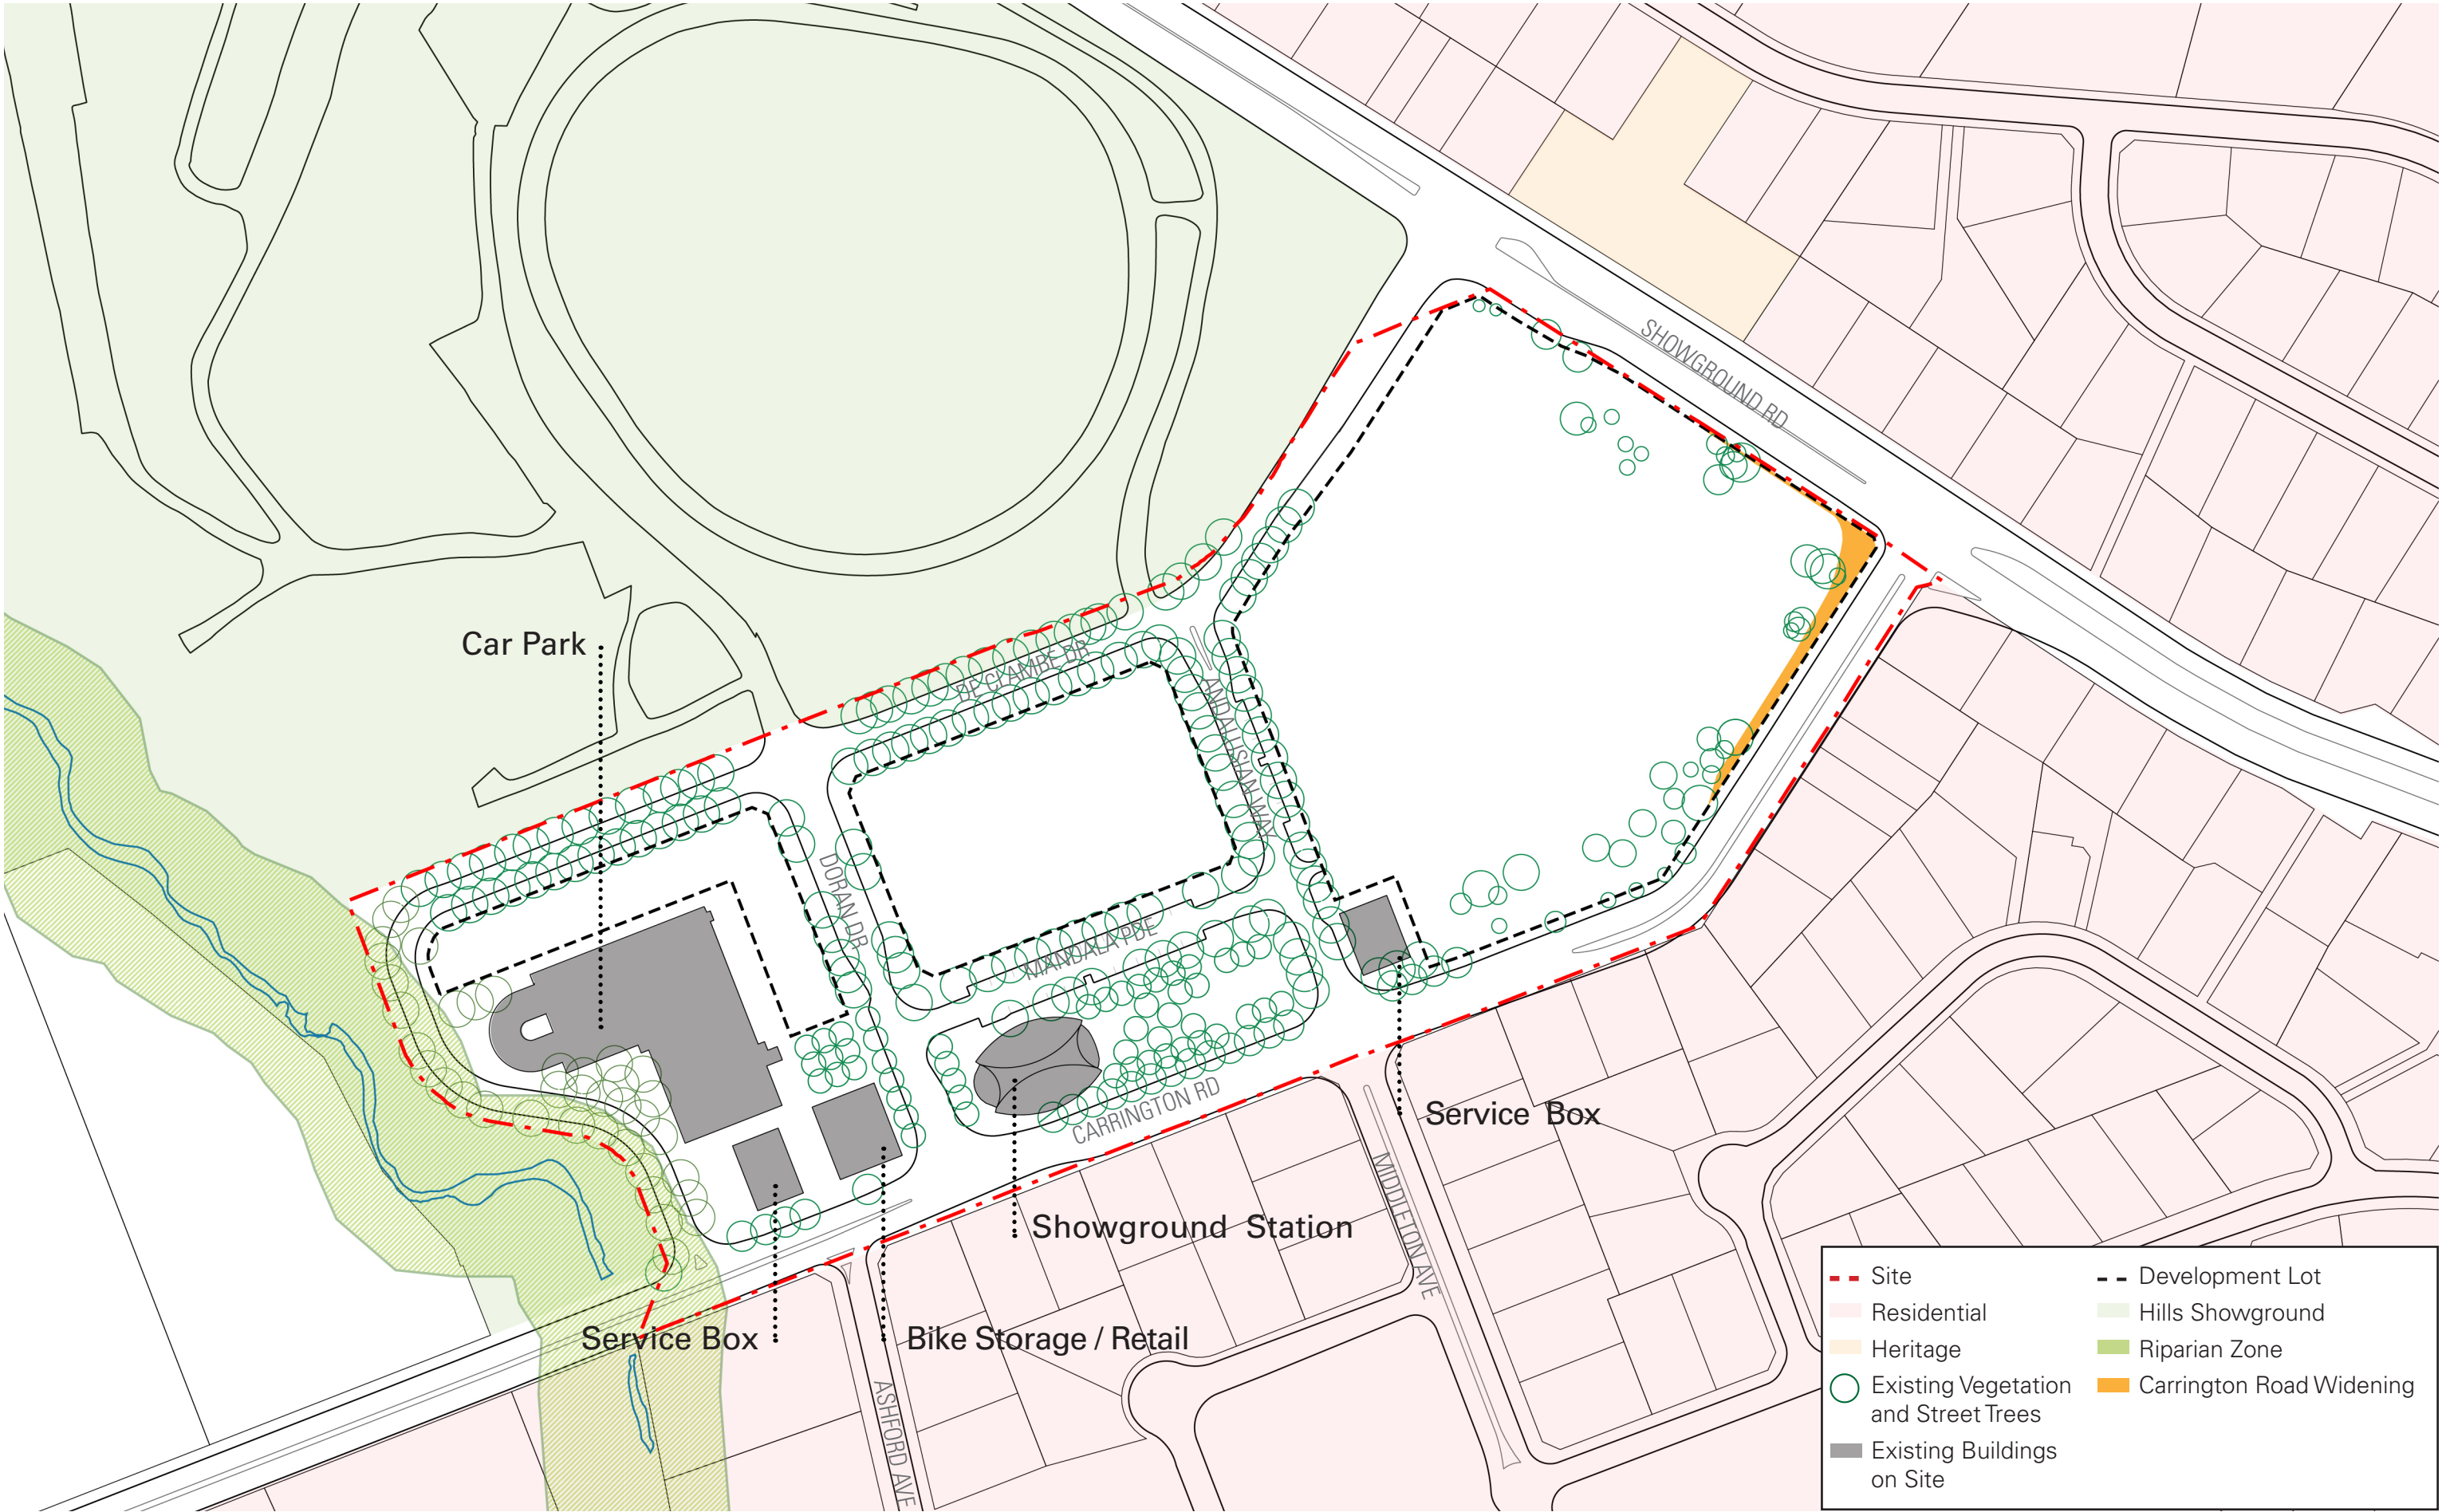 SHOWGROUND RD
Car Park
DE CLAMBE DR
ANDALUSIAN WAY
DORAN DR
MANDALA PDE
CARRINGTON RD
Service Box
MIDDLETON AVE
Showground Station
Service Box
Bike Storage / Retail
ASHFORD AVE
Site
Residential
Heritage
Existing Vegetation
and Street Trees
Existing Buildings
on Site
Development Lot
Hills Showground
Riparian Zone
Carrington Road Widening